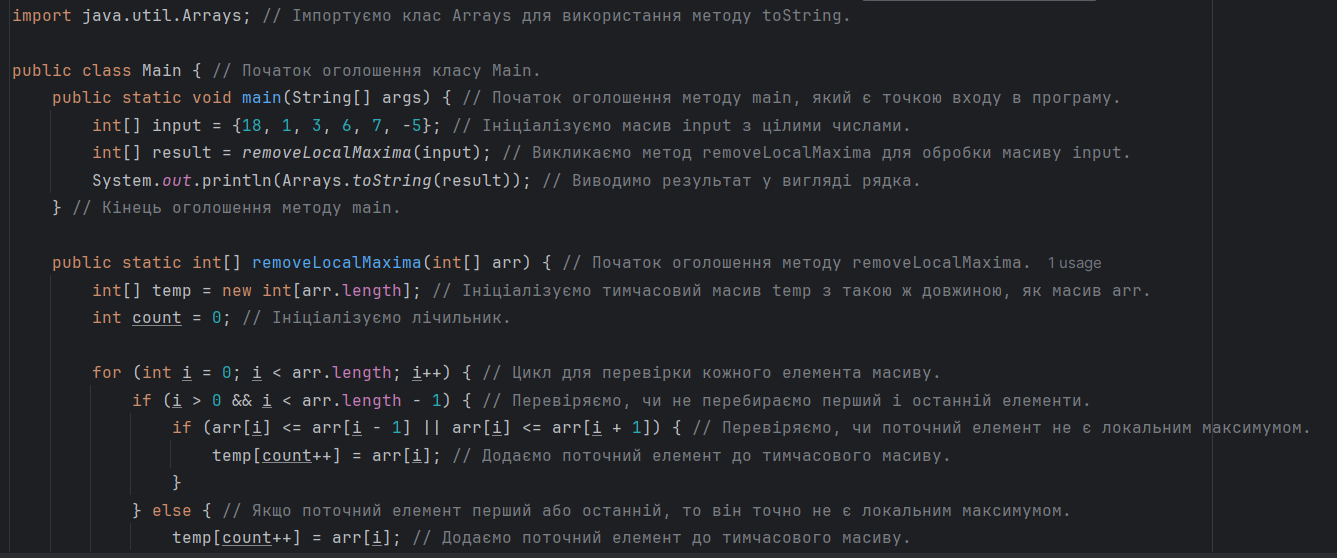 import java.util.Arrays; // Імпортуємо клас Arrays для використання методу toString.
public class Main { // Початок оголошення класу Main.
public static void main(String[] args) { // Початок оголошення методу main, який є точкою входу в програму.
int[] input = {18, 1, 3, 6, 7, -5}; // Ініціалізуємо масив input з цілими числами.
int[] result = removeLocalMaxima(input); // Викликаємо метод removeLocalMaxima для обробки масиву input.
System.out.println(Arrays.toString(result)); // Виводимо результат у вигляді рядка.
} // Кінець оголошення методу main.
public static int[] removeLocalMaxima(int[] arr) { // Початок оголошення методу removeLocalMaxima. 1 usage
int[] temp = new int[arr.length]; // Ініціалізуємо тимчасовий масив temp з такою ж довжиною, як масив arr.
int count = 0; // Ініціалізуємо лічильник.
for (int i = 0; i < arr.length; i++) { // Цикл для перевірки кожного елемента масиву.
if (i > 0 && i < arr.length - 1) { // Перевіряємо, чи не перебираємо перший і останній елементи.
if (arr[i] <= arr[i - 1] || arr[i] <= arr[i + 1]) { // Перевіряємо, чи поточний елемент не є локальним максимумом.
temp[count++] = arr[i]; // Додаємо поточний елемент до тимчасового масиву.
}
} else { // Якщо поточний елемент перший або останній, то він точно не є локальним максимумом.
temp[count++] = arr[i]; // Додаємо поточний елемент до тимчасового масиву.